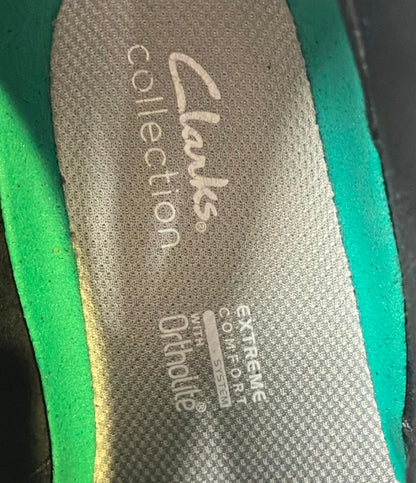 Clarks®
collection
EXTREME
COMFORT
SYSTEM
WITH
Ortholite®